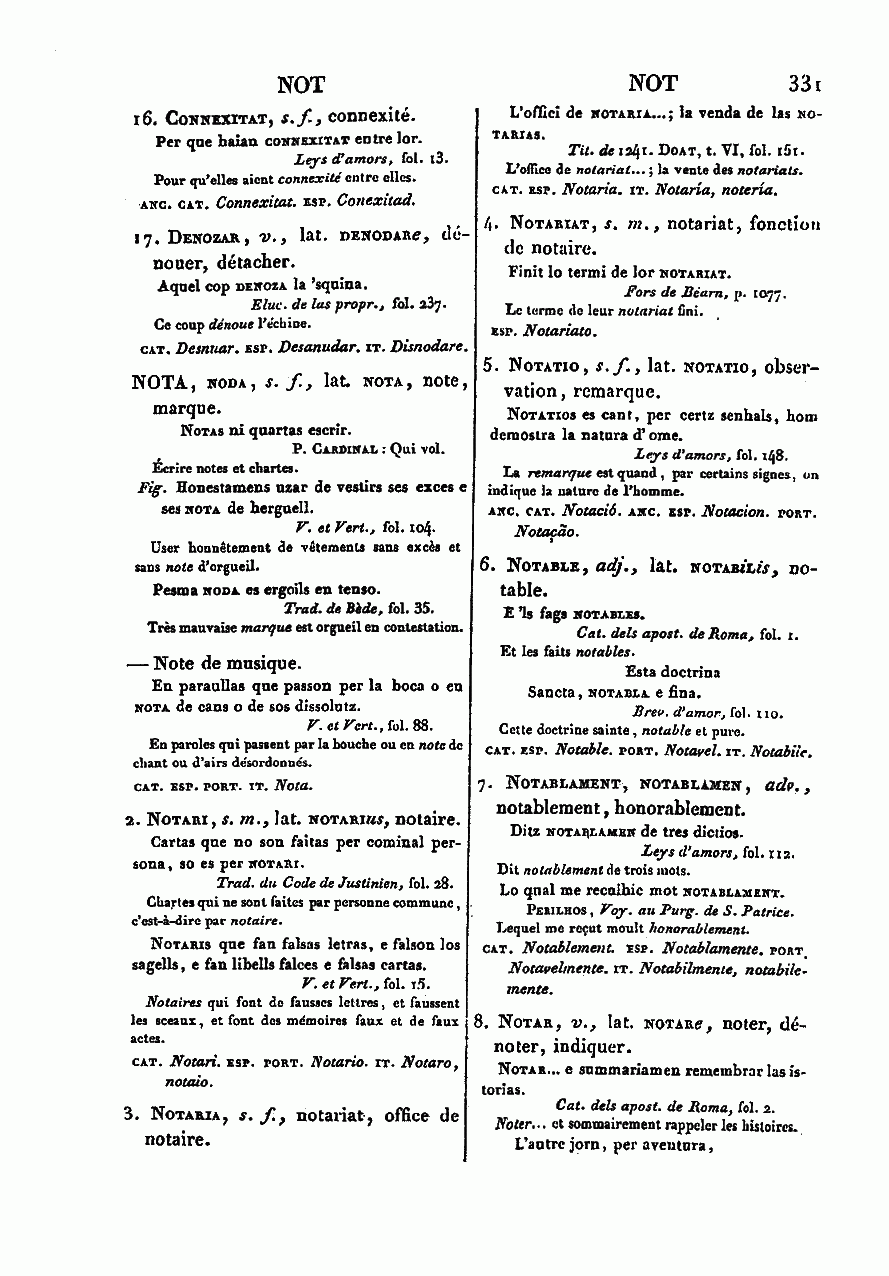 NOT
NOT 331
16. CONNEXITAT, s. f., connexité.
Per que haian CONNEXITAT entre lor.
Leys d'amors, fol. 13.
Pour qu'elles aient connexité entre elles.
ANC. CAT. Connexitat. ESP. Conexitad.
17. DENOZAR, v., lat. DENODARe, dé-
nouer, détacher.
Aquel cop DENOZA la 'squina.
Eluc. de las propr., fol. 237.
Ce coup dénoue l'échine.
CAT. Desnuar. ESP. Desanudar. IT. Disnodare.
NOTA, NODA, s. f., lat. NOTA, note,
marque.
NOTAS ni quartas escrir.
P. CARDINAL : Qui vol.
Écrire notes et chartes.
Fig. Honestamens uzar de vestirs ses exces e
ses NOTA de herguell.
V. et Vert., fol. 104.
User honnêtement de vêtements sans excès et
sans note d'orgueil.
Pesma NODA es ergoils en tenso.
Trad. de Bède, fol. 35.
Très mauvaise marque est orgueil en contestation.
— Note de musique.
En paraullas que passon per la boca o en
NOTA de cans o de sos dissolutz.
V. et Vert., fol. 88.
En paroles qui passent par la bouche ou en note de
chant ou d'airs désordonnés.
CAT. ESP. PORT. IT. Nota.
2. NOTARI, s. m., lat. NOTARIus, notaire.
Cartas que no son faitas per cominal per-
sona, so es per NOTARI.
Trad. du Code de Justinien, fol. 28.
Chartes qui ne sont faites par personne commune,
c'est-à-dire par notaire.
NOTARIS que fan falsas letras, e falson los
sagells, e fan libells falces e falsas cartas.
V. et Vert., fol. 15.
Notaires qui font de fausses lettres, et faussent
les sceaux, et font des mémoires faux et de faux
actes.
CAT. Notari. ESP. PORT. Notario. IT. Notaro,
notaio.
3. NOTARIA, s. f., notariat, office de
notaire.
L'offici de NOTARIA...; la venda de las NO-
TARIAS.
Tit. de 1241. DOAT, t. VI, fol. 151.
L'office de notariat...; la vente des notariats.
CAT. ESP. Notaria. IT. Notaría, notería.
4. NOTARIAT, s. m., notariat, fonction
de notaire.
Finit lo termi de lor NOTARIAT.
Fors de Béarn, p. 1077.
Le terme de leur notariat fini.
ESP. Notariato.
5. NOTATIO, s. f., lat. NOTATIO, obser-
vation, remarque.
NOTATIOS es cant, per certz senhals, hom
demostra la natura d'ome.
Leys d'amors, fol. 148.
La remarque est quand, par certains signes, on
indique la nature de l'homme.
ANC. CAT. Notació. ANC. ESP. Notacion. PORT.
Notação.
6. NOTABLE, adj., lat. NOTABiLis, no-
table.
E 'ls fags NOTABLES.
Cat. dels apost. de Roma, fol. 1.
Et les faits notables.
Esta doctrina
Sancta, NOTABLA e fina.
Brev. d'amor, fol. 110.
Cette doctrine sainte, notable et pure.
CAT. ESP. Notable. PORT. Notavel. IT. Notabile.
7. NOTABLAMENT, NOTABLAMEN, adv.,
notablement, honorablement.
Ditz NOTABLAMEN de tres dictios.
Leys d'amors, fol. 112.
Dit notablement de trois mots.
Lo qual me recalhic mot NOTABLAMENT.
PERILHOS, Voy. au Purg. de S. Patrice.
Lequel me reçut moult honorablement.
CAT. Notablement. ESP. Notablamente. PORT.
Notavelmente. IT. Notabilmente, notabile-
mente.
8. NOTAR, v., lat. NOTARe, noter, dé-
noter, indiquer.
NOTAR... e summariamen remembrar las is-
torias.
Cat. dels apost. de Roma, fol. 2.
Noter... et sommairement rappeler les histoires.
L'autre jorn, per aventura,